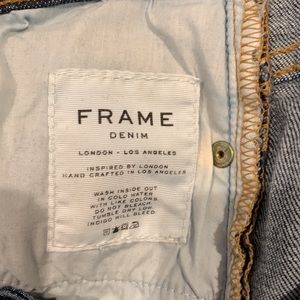 FRAME
DENIM
LONDON - LOS ANGELES
INSPIRED BY LONDON
HAND CRAFTED IN LOS ANGELES
WASH INSIDE OUT
IN COLD WATER
WITH LIKE COLORS.
DO NOT BLEACH.
TUMBLE DRY LOW.
INDIGO WILL BLEED.